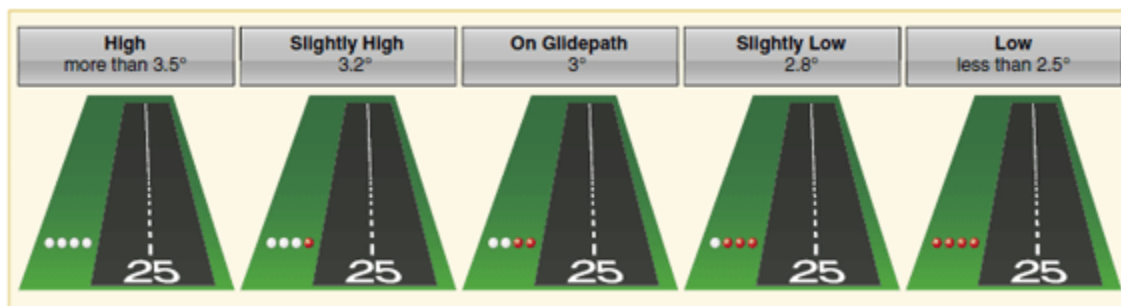 High
more than 3.5°
Slightly High
3.2°
On Glidepath
3°
Slightly Low
2.8°
Low
less than 2.5°
25
25
25
25
25